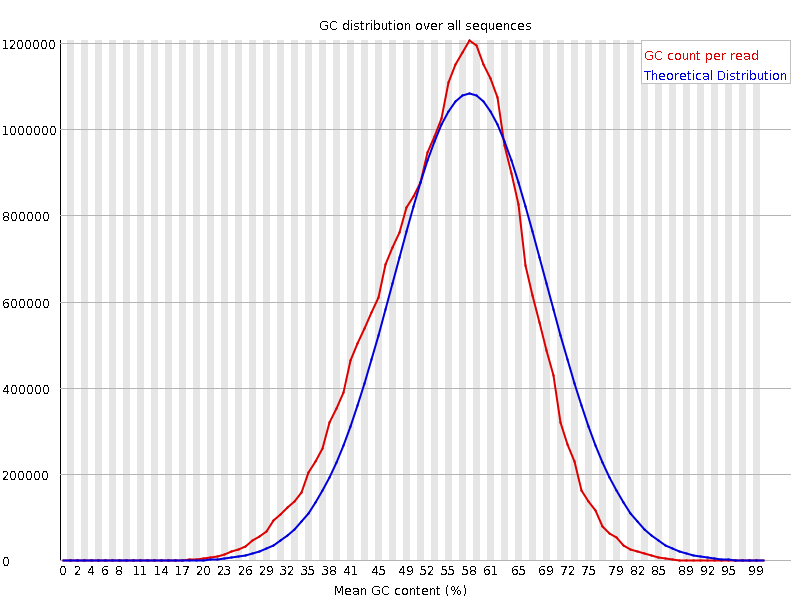 GC distribution over all sequences
GC count per read
Theoretical Distribution
1200000
1000000
800000
600000
400000
200000
0
0 2 4 6 8 11 14 17 20 23 26 29 32 35 38 41 45 49 52 55 58 61 65 69 72 75 79 82 85 89 92 95 99
Mean GC content (%)